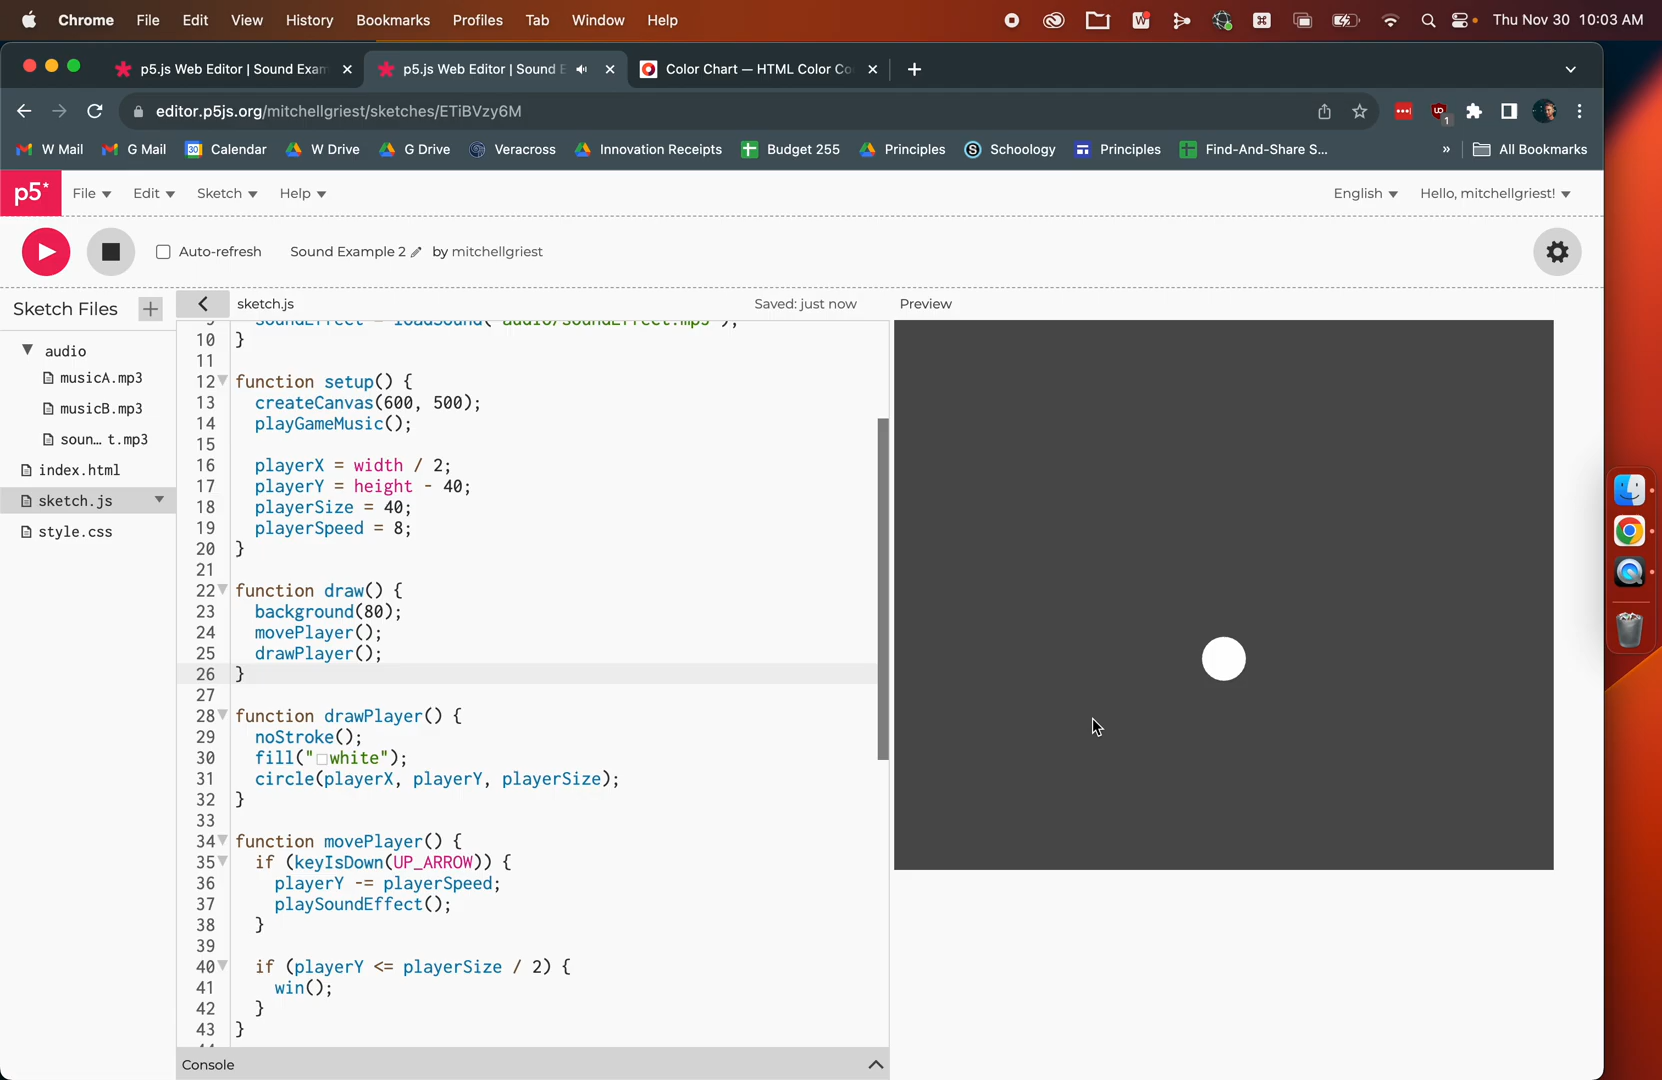 Chrome File Edit View History Bookmarks Profiles Tab Window Help Thu Nov 30 10:03 AM
p5.js Web Editor | Sound Exam p5.js Web Editor | Sound E Color Chart — HTML Color Co
editor.p5js.org/mitchellgriest/sketches/ETiBVzy6M
W Mail G Mail Calendar W Drive G Drive Veracross Innovation Receipts Budget 255 Principles Schoology Principles Find-And-Share S... » All Bookmarks
p5* File Edit Sketch Help English Hello, mitchellgriest!
Auto-refresh Sound Example 2 by mitchellgriest
Sketch Files + sketch.js Saved: just now Preview
audio
musicA.mp3
musicB.mp3
soun... t.mp3
index.html
sketch.js
style.css
9 soundEffect = loadSound("audio/soundEffect.mp3");
10 }
11
12 function setup() {
13 createCanvas(600, 500);
14 playGameMusic();
15
16 playerX = width / 2;
17 playerY = height - 40;
18 playerSize = 40;
19 playerSpeed = 8;
20 }
21
22 function draw() {
23 background(80);
24 movePlayer();
25 drawPlayer();
26 }
27
28 function drawPlayer() {
29 noStroke();
30 fill("white");
31 circle(playerX, playerY, playerSize);
32 }
33
34 function movePlayer() {
35 if (keyIsDown(UP_ARROW)) {
36 playerY -= playerSpeed;
37 playSoundEffect();
38 }
39
40 if (playerY <= playerSize / 2) {
41 win();
42 }
43 }
Console